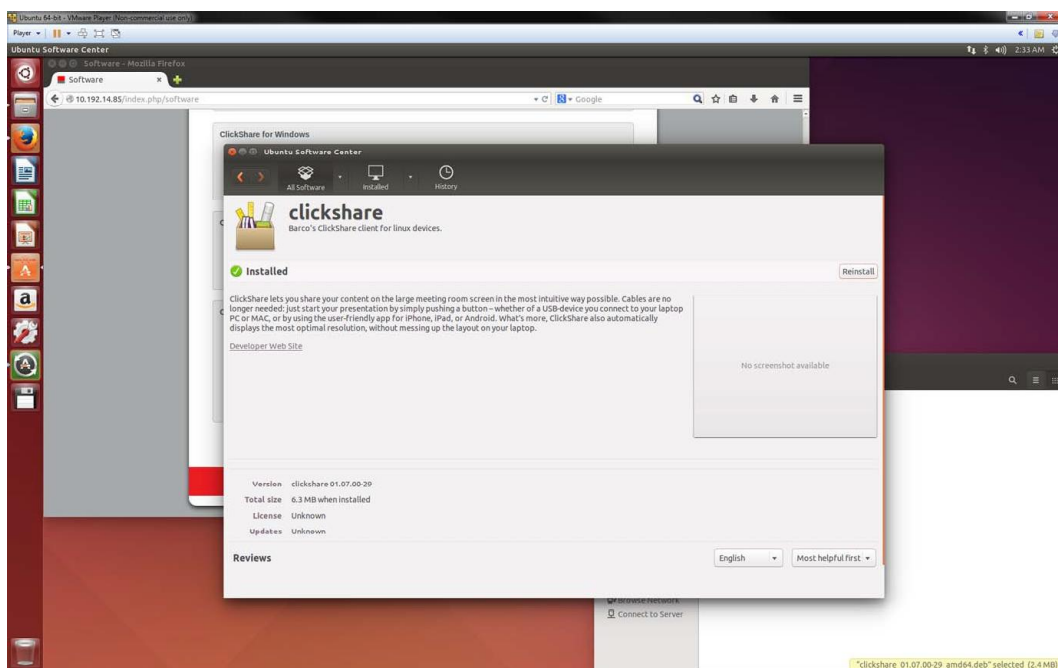 Ubuntu 64-bit - VMware Player (Non-commercial use only)
Player
Ubuntu Software Center
2:33 AM
Software - Mozilla Firefox
Software
10.192.14.85/index.php/software
Google
ClickShare for Windows
Ubuntu Software Center
All Software
Installed
History
clickshare
Barco's ClickShare client for linux devices.
Installed
Reinstall
ClickShare lets you share your content on the large meeting room screen in the most intuitive way possible. Cables are no
longer needed: just start your presentation by simply pushing a button – whether of a USB-device you connect to your laptop
PC or MAC, or by using the user-friendly app for iPhone, iPad, or Android. What's more, ClickShare also automatically
displays the most optimal resolution, without messing up the layout on your laptop.
Developer Web Site
No screenshot available
Version clickshare 01.07.00-29
Total size 6.3 MB when installed
License Unknown
Updates Unknown
Reviews
English
Most helpful first
Browse Network
Connect to Server
"clickshare_01.07.00-29_amd64.deb" selected (2.4 MB)